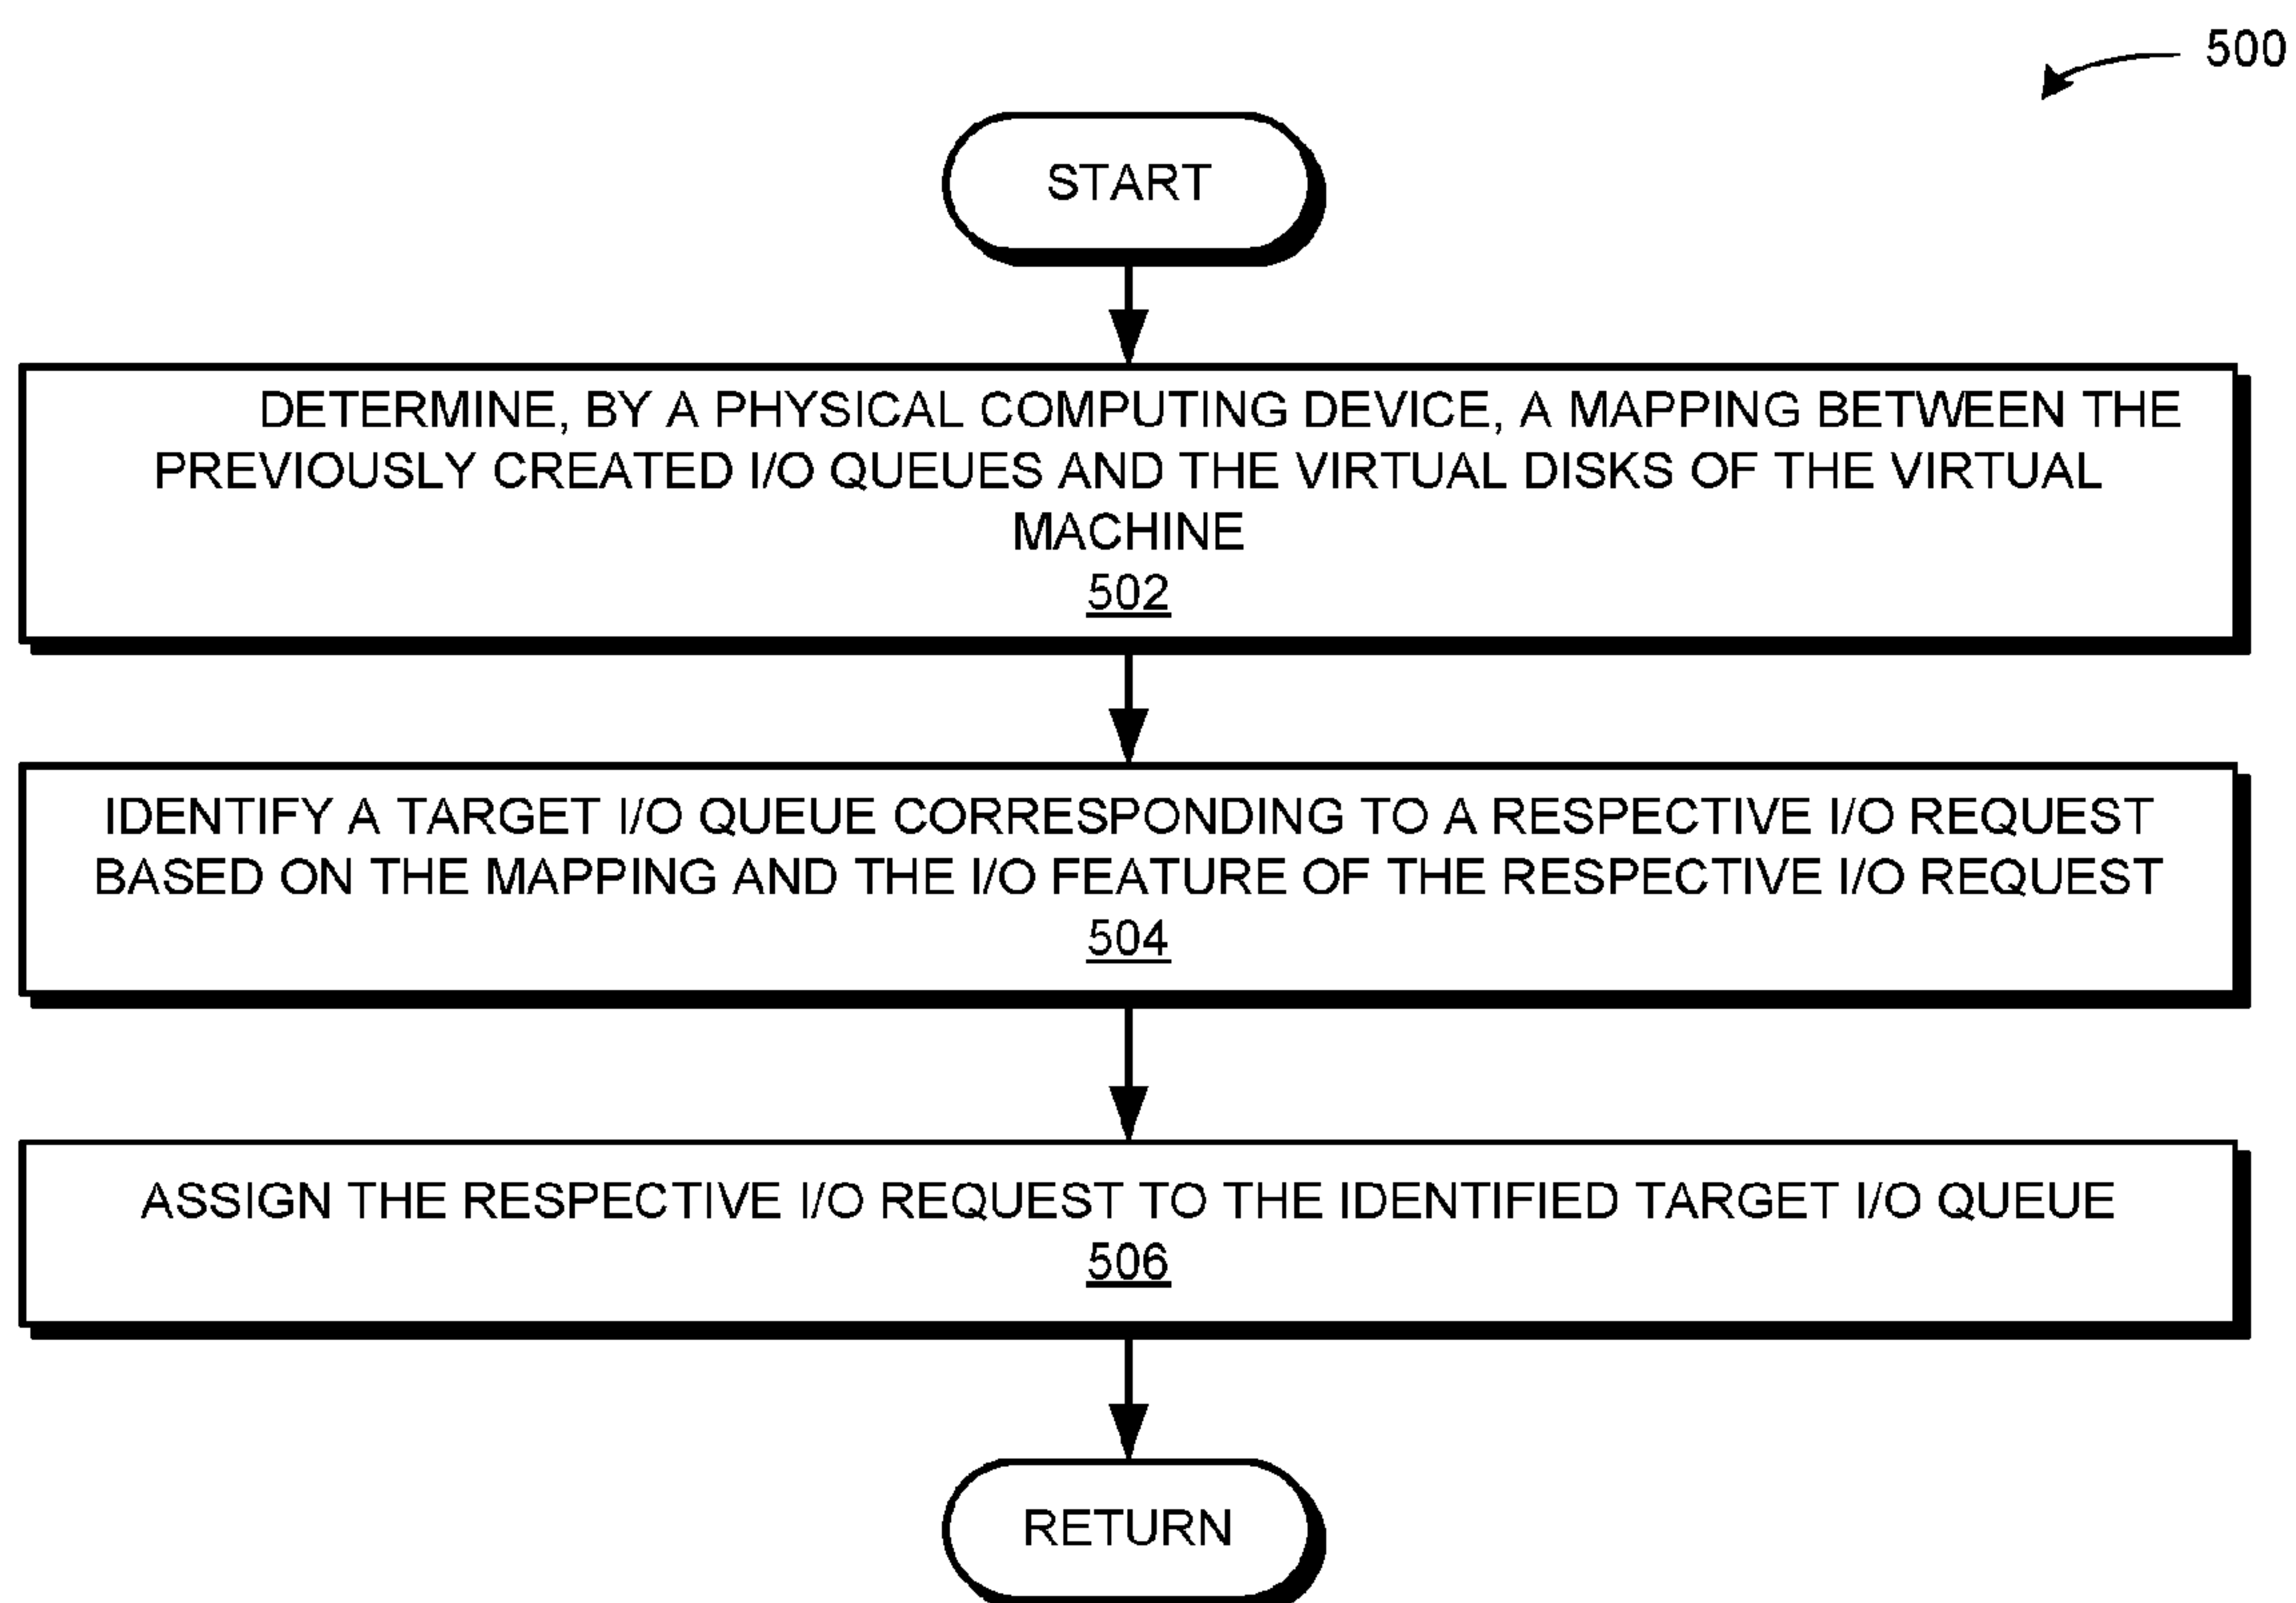 500
START
DETERMINE, BY A PHYSICAL COMPUTING DEVICE, A MAPPING BETWEEN THE
PREVIOUSLY CREATED I/O QUEUES AND THE VIRTUAL DISKS OF THE VIRTUAL
MACHINE
502
IDENTIFY A TARGET I/O QUEUE CORRESPONDING TO A RESPECTIVE I/O REQUEST
BASED ON THE MAPPING AND THE I/O FEATURE OF THE RESPECTIVE I/O REQUEST
504
ASSIGN THE RESPECTIVE I/O REQUEST TO THE IDENTIFIED TARGET I/O QUEUE
506
RETURN